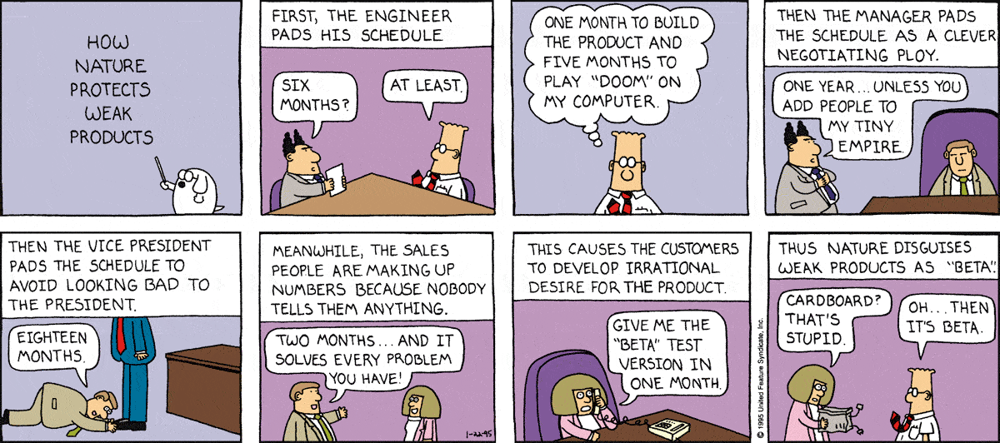 HOW
NATURE
PROTECTS
WEAK
PRODUCTS
FIRST, THE ENGINEER
PADS HIS SCHEDULE
SIX
MONTHS?
AT LEAST.
ONE MONTH TO BUILD
THE PRODUCT AND
FIVE MONTHS TO
PLAY "DOOM" ON
MY COMPUTER.
THEN THE MANAGER PADS
THE SCHEDULE AS A CLEVER
NEGOTIATING PLOY.
ONE YEAR... UNLESS YOU
ADD PEOPLE TO
MY TINY
EMPIRE.
THEN THE VICE PRESIDENT
PADS THE SCHEDULE TO
AVOID LOOKING BAD TO
THE PRESIDENT.
EIGHTEEN
MONTHS.
MEANWHILE, THE SALES
PEOPLE ARE MAKING UP
NUMBERS BECAUSE NOBODY
TELLS THEM ANYTHING.
TWO MONTHS... AND IT
SOLVES EVERY PROBLEM
YOU HAVE!
1-22-95
THIS CAUSES THE CUSTOMERS
TO DEVELOP IRRATIONAL
DESIRE FOR THE PRODUCT.
GIVE ME THE
"BETA" TEST
VERSION IN
ONE MONTH.
© 1995 United Feature Syndicate, Inc.
THUS NATURE DISGUISES
WEAK PRODUCTS AS "BETA".
CARDBOARD?
THAT'S
STUPID.
OH... THEN
IT'S BETA.